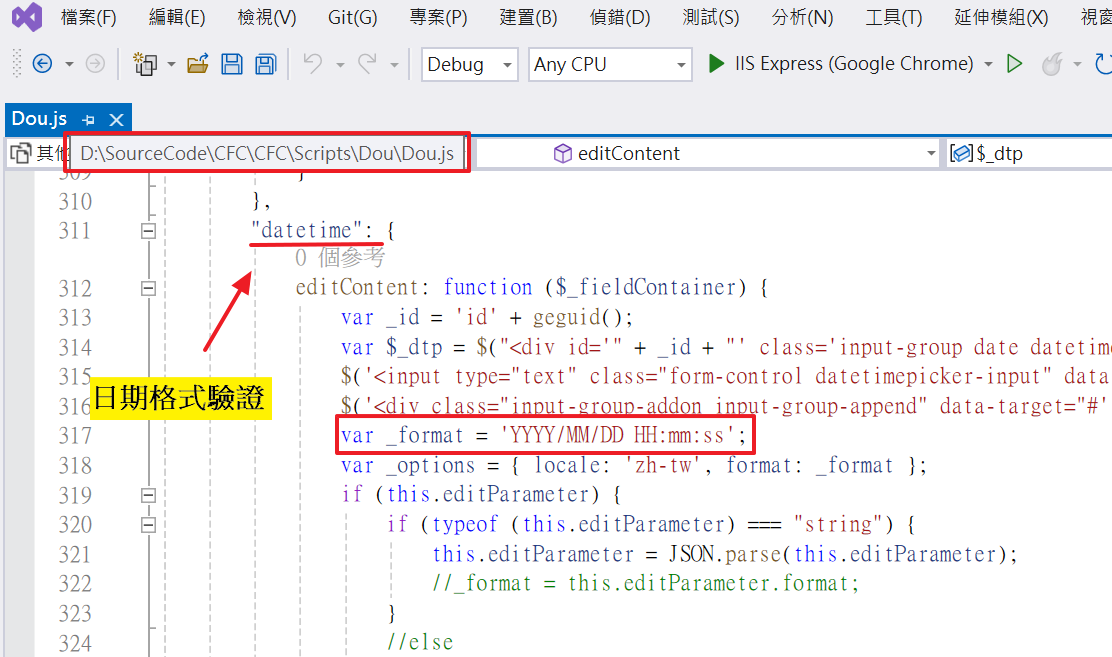 檔案(F) 編輯(E) 檢視(V) Git(G) 專案(P) 建置(B) 偵錯(D) 測試(S) 分析(N) 工具(T) 延伸模組(X) 視窗
Debug Any CPU IIS Express (Google Chrome)
Dou.js
其他 D:\SourceCode\CFC\CFC\Scripts\Dou\Dou.js editContent $_dtp
309 }
310 },
311 "datetime": {
0 個參考
312 editContent: function ($_fieldContainer) {
313 var _id = 'id' + geguid();
314 var $_dtp = $("<div id='" + _id + "' class='input-group date datetime
315 $('<input type="text" class="form-control datetimepicker-input" data
日期格式驗證
316 $('<div class="input-group-addon input-group-append" data-target="#'
317 var _format = 'YYYY/MM/DD HH:mm:ss';
318 var _options = { locale: 'zh-tw', format: _format };
319 if (this.editParameter) {
320 if (typeof (this.editParameter) === "string") {
321 this.editParameter = JSON.parse(this.editParameter);
322 //_format = this.editParameter.format;
323 }
324 //else